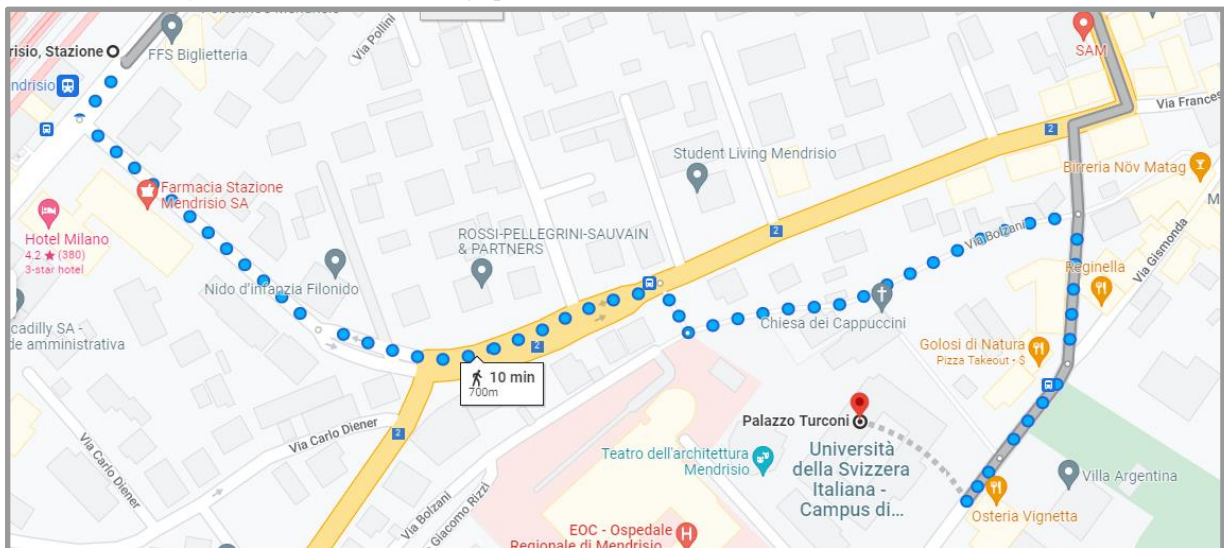 risio, Stazione
FFS Biglietteria
Via Pollini
SAM
ndrisio
Via Frances
2
Student Living Mendrisio
Birreria Növ Matag
M
Farmacia Stazione
Mendrisio SA
Hotel Milano
4.2 ★ (380)
3-star hotel
ROSSI-PELLEGRINI-SAUVAIN
& PARTNERS
2
Via Bolzani
Via Gismonda
Reginella
Nido d'infanzia Filonido
Chiesa dei Cappuccini
cadilly SA -
de amministrativa
2
Golosi di Natura
Pizza Takeout • $
10 min
700m
Palazzo Turconi
Via Carlo Diener
2
Via Carlo Diener
Teatro dell'architettura
Mendrisio
Università
della Svizzera
Italiana -
Campus di...
Villa Argentina
Osteria Vignetta
Via Bolzani
Giacomo Rizzi
EOC - Ospedale
Regionale di Mendrisio
H